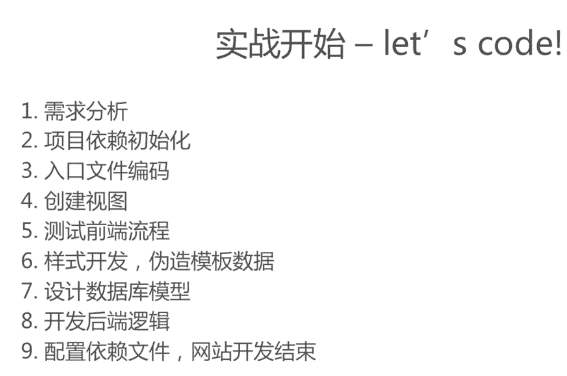 实战开始 – let’s code!
1. 需求分析
2. 项目依赖初始化
3. 入口文件编码
4. 创建视图
5. 测试前端流程
6. 样式开发，伪造模板数据
7. 设计数据库模型
8. 开发后端逻辑
9. 配置依赖文件，网站开发结束